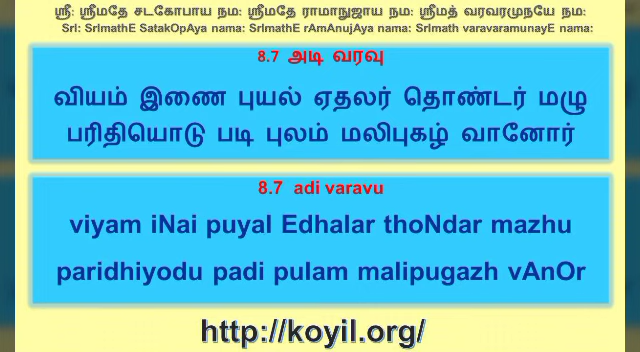 ஸ்ரீ: ஸ்ரீமதே சடகோபாய நம: ஸ்ரீமதே ராமாநுஜாய நம: ஸ்ரீமத் வரவரமுநயே நம:
SrI: SrImathE SatakOpAya nama: SrImathE rAmAnujAya nama: SrImath varavaramunayE nama:
8.7 அடி வரவு
வியம் இணை புயல் ஏதலர் தொண்டர் மழு
பரிதியொடு படி புலம் மலிபுகழ் வானோர்
8.7 adi varavu
viyam iNai puyal Edhalar thoNdar mazhu
paridhiyodu padi pulam malipugazh vAnOr
http://koyil.org/